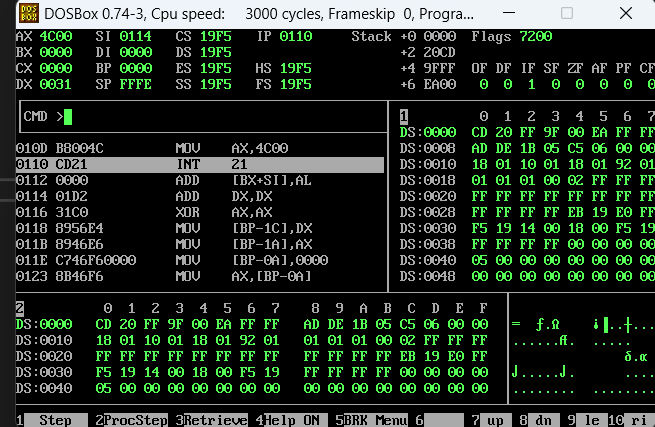 DOS BOX DOSBox 0.74-3, Cpu speed: 3000 cycles, Frameskip 0, Progra...
AX 4C00 SI 0114 CS 19F5 IP 0110 Stack +0 0000 Flags 7200
BX 0000 DI 0000 DS 19F5 +2 20CD
CX 0000 BP 0000 ES 19F5 HS 19F5 +4 9FFF OF DF IF SF ZF AF PF CF
DX 0031 SP FFFE SS 19F5 FS 19F5 +6 EA00 0 0 1 0 0 0 0 0
CMD >
010D B8004C MOV AX,4C00
0110 CD21 INT 21
0112 0000 ADD [BX+SI],AL
0114 01D2 ADD DX,DX
0116 31C0 XOR AX,AX
0118 8956E4 MOV [BP-1C],DX
011B 8946E6 MOV [BP-1A],AX
011E C746F60000 MOV [BP-0A],0000
0123 8B46F6 MOV AX,[BP-0A]
1 0 1 2 3 4 5 6 7
DS:0000 CD 20 FF 9F 00 EA FF FF
DS:0008 AD DE 1B 05 C5 06 00 00
DS:0010 18 01 10 01 18 01 92 01
DS:0018 01 01 01 00 02 FF FF FF
DS:0020 FF FF FF FF FF FF FF FF
DS:0028 FF FF FF FF EB 19 E0 FF
DS:0030 F5 19 14 00 18 00 F5 19
DS:0038 FF FF FF FF 00 00 00 00
DS:0040 05 00 00 00 00 00 00 00
DS:0048 00 00 00 00 00 00 00 00
2 0 1 2 3 4 5 6 7 8 9 A B C D E F
DS:0000 CD 20 FF 9F 00 EA FF FF AD DE 1B 05 C5 06 00 00
DS:0010 18 01 10 01 18 01 92 01 01 01 01 00 02 FF FF FF
DS:0020 FF FF FF FF FF FF FF FF FF FF FF FF EB 19 E0 FF
DS:0030 F5 19 14 00 18 00 F5 19 FF FF FF FF 00 00 00 00
DS:0040 05 00 00 00 00 00 00 00 00 00 00 00 00 00 00 00
= ƒ.Ω ¡▐..┼...
......ff. .....
δ.α
J.....J. ....
........ ........
1 Step 2ProcStep 3Retrieve 4Help ON 5BRK Menu 6 7 up 8 dn 9 le 10 ri